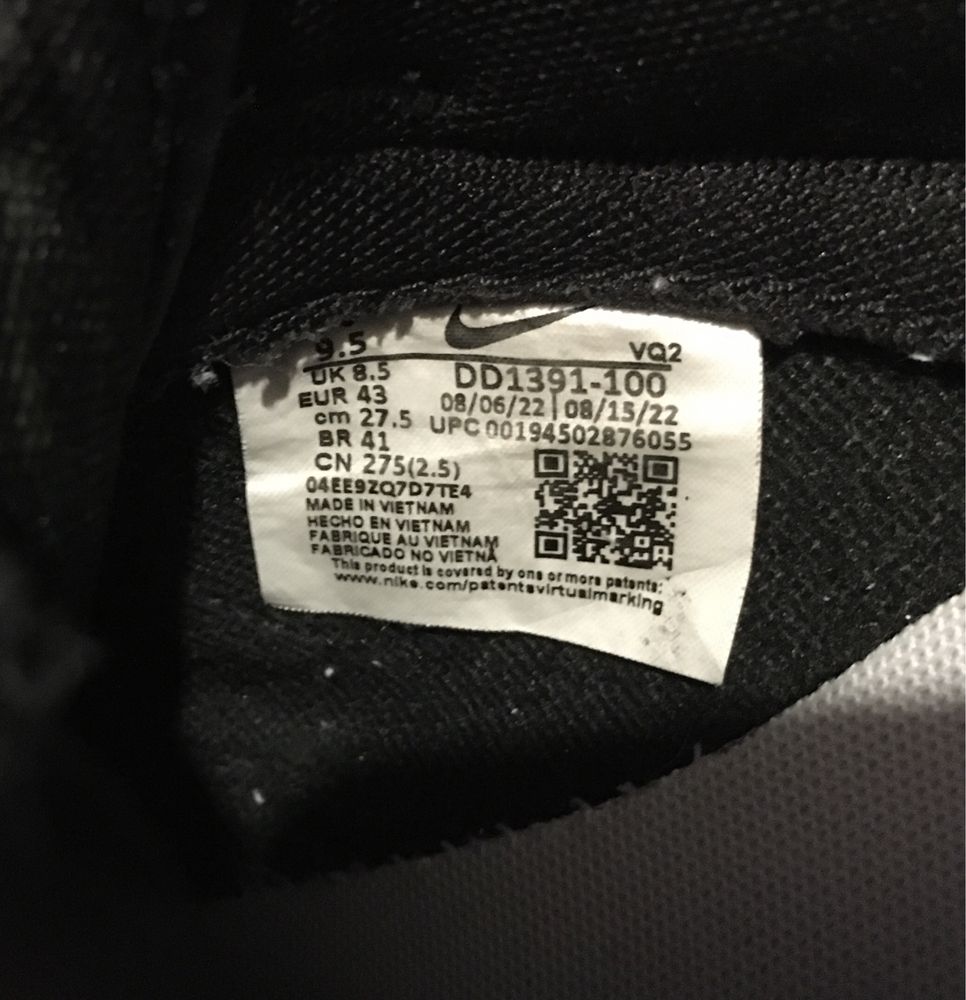 9.5
VQ2
UK 8.5
EUR 43
cm 27.5
BR 41
CN 275(2.5)
DD1391-100
08/06/22 | 08/15/22
UPC 00194502876055
04EE9ZQ7D7TE4
MADE IN VIETNAM
HECHO EN VIETNAM
FABRIQUE AU VIETNAM
FABRICADO NO VIETNÃ
This product is covered by one or more patents:
www.nike.com/patentsvirtualmarking